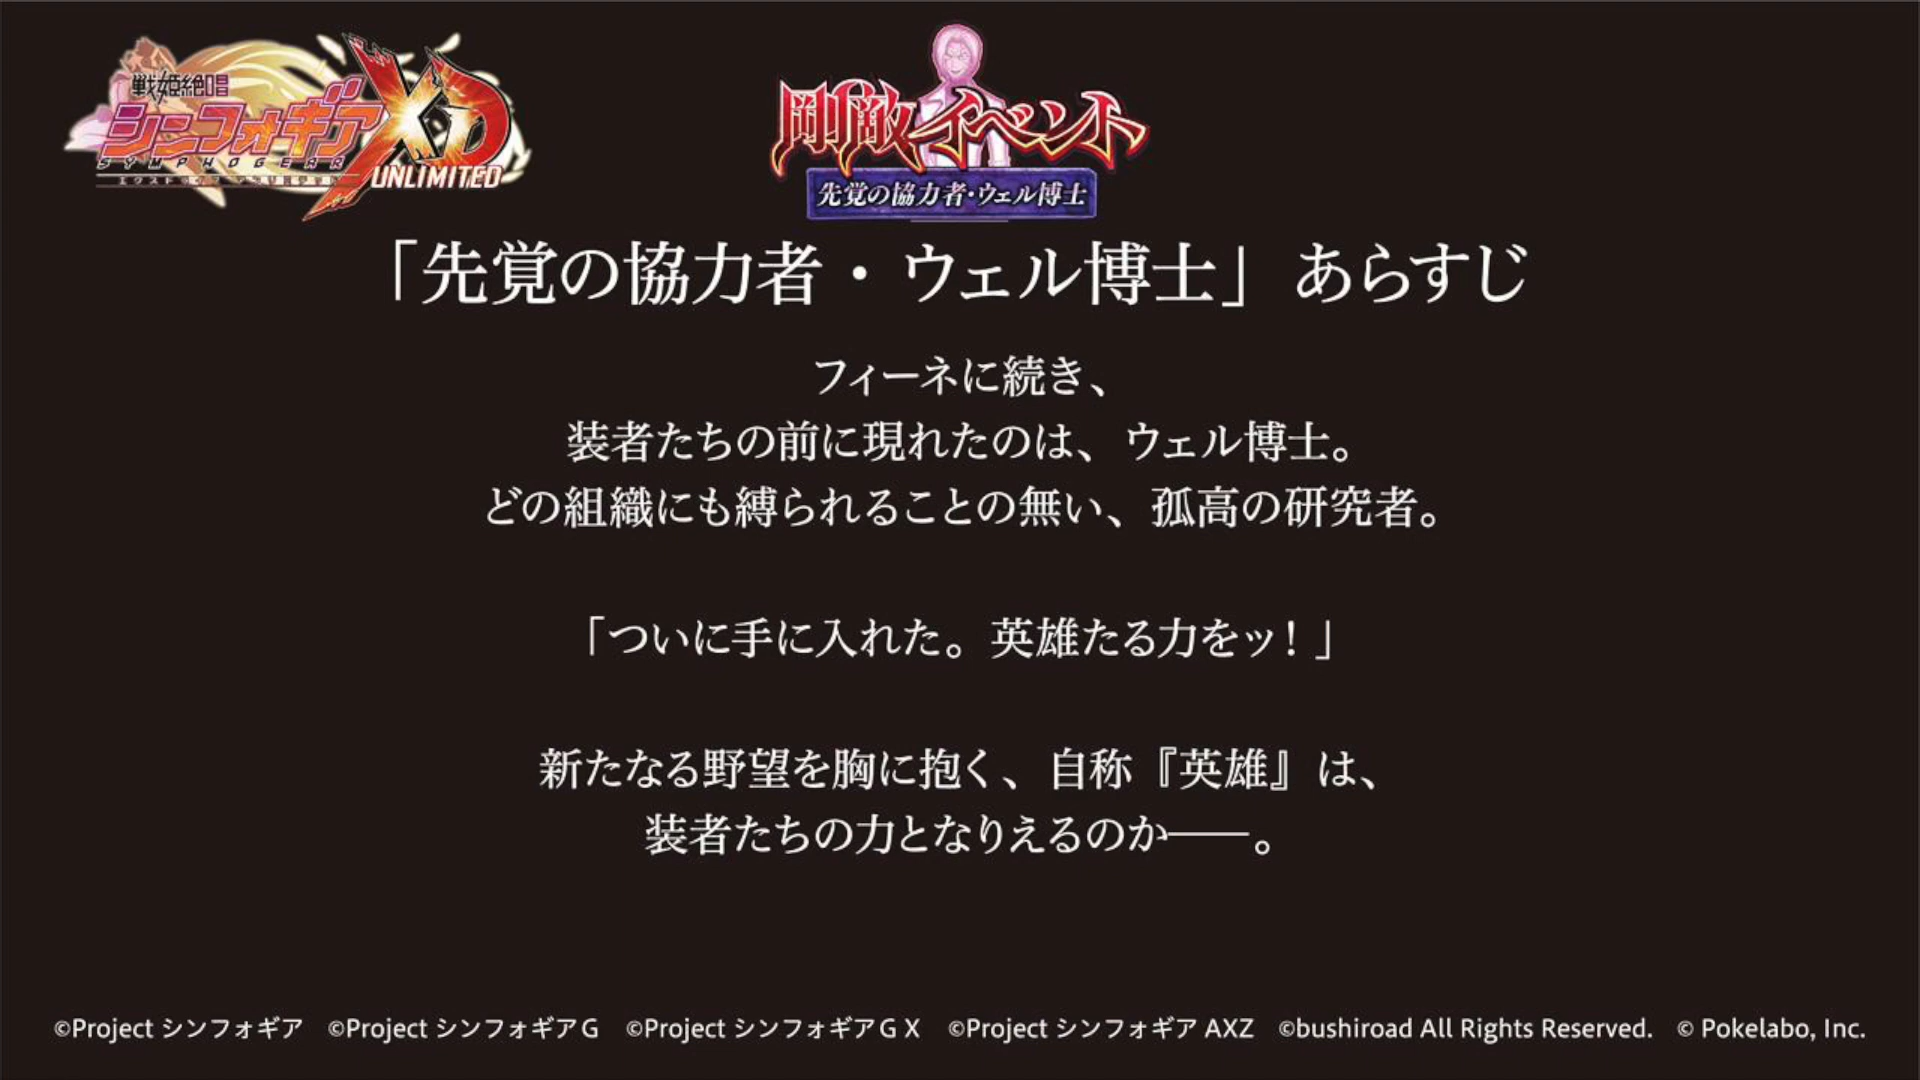 戦姫絶唱
シンフォギア
XD
SYMPHOGEAR
UNLIMITED
剛敵イベント
先覚の協力者・ウェル博士
「先覚の協力者・ウェル博士」あらすじ
フィーネに続き、
装者たちの前に現れたのは、ウェル博士。
どの組織にも縛られることの無い、孤高の研究者。
「ついに手に入れた。英雄たる力をッ！」
新たなる野望を胸に抱く、自称『英雄』は、
装者たちの力となりえるのか――。
©Project シンフォギア ©Project シンフォギアG ©Project シンフォギアG X ©Project シンフォギア AXZ ©bushiroad All Rights Reserved. © Pokelabo, Inc.